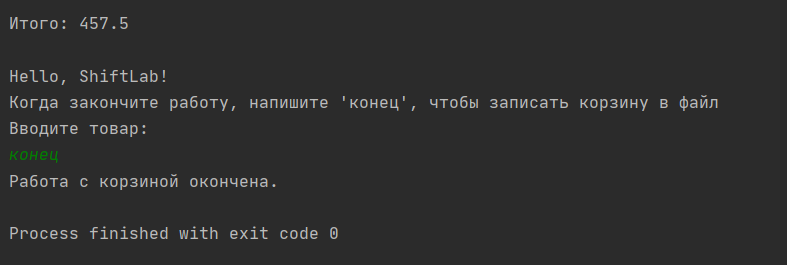 Итого: 457.5
Hello, ShiftLab!
Когда закончите работу, напишите 'конец', чтобы записать корзину в файл
Вводите товар:
конец
Работа с корзиной окончена.
Process finished with exit code 0